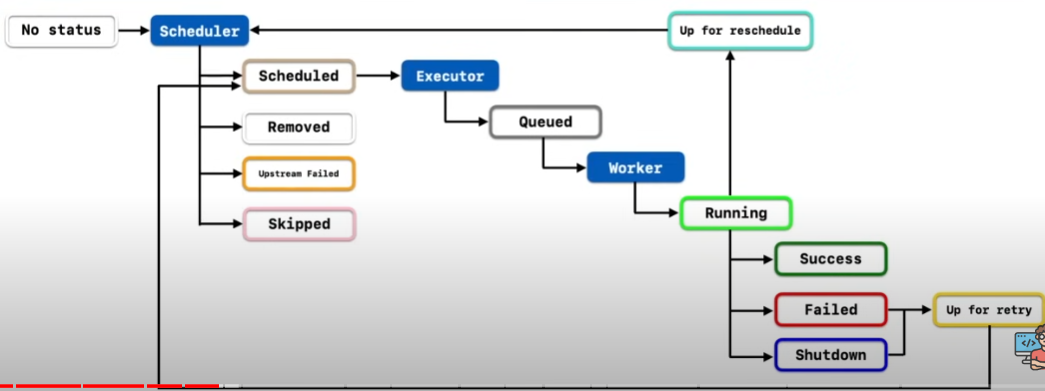 No status
Scheduler
Up for reschedule
Scheduled
Executor
Removed
Queued
Upstream Failed
Worker
Skipped
Running
Success
Failed
Up for retry
Shutdown
</>